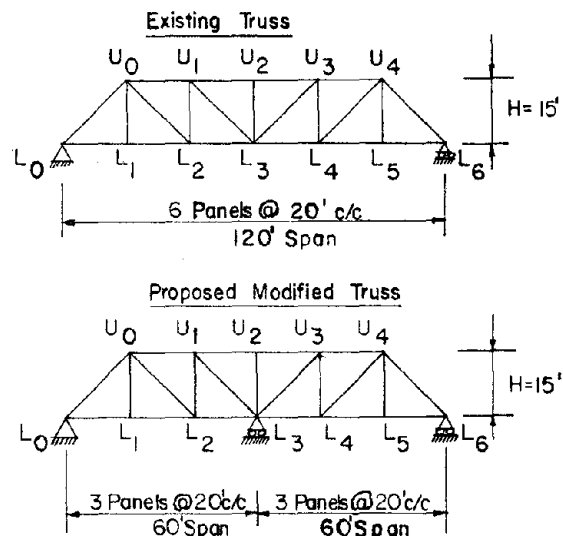 Existing Truss
U0 U1 U2 U3 U4
H=15'
L0 L1 L2 L3 L4 L5 L6
6 Panels @ 20' c/c
120' Span
Proposed Modified Truss
U0 U1 U2 U3 U4
H=15'
L0 L1 L2 L3 L4 L5 L6
3 Panels @ 20' c/c 3 Panels @ 20' c/c
60' Span 60' Span